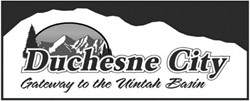 Duchesne City
Gateway to the Uintah Basin